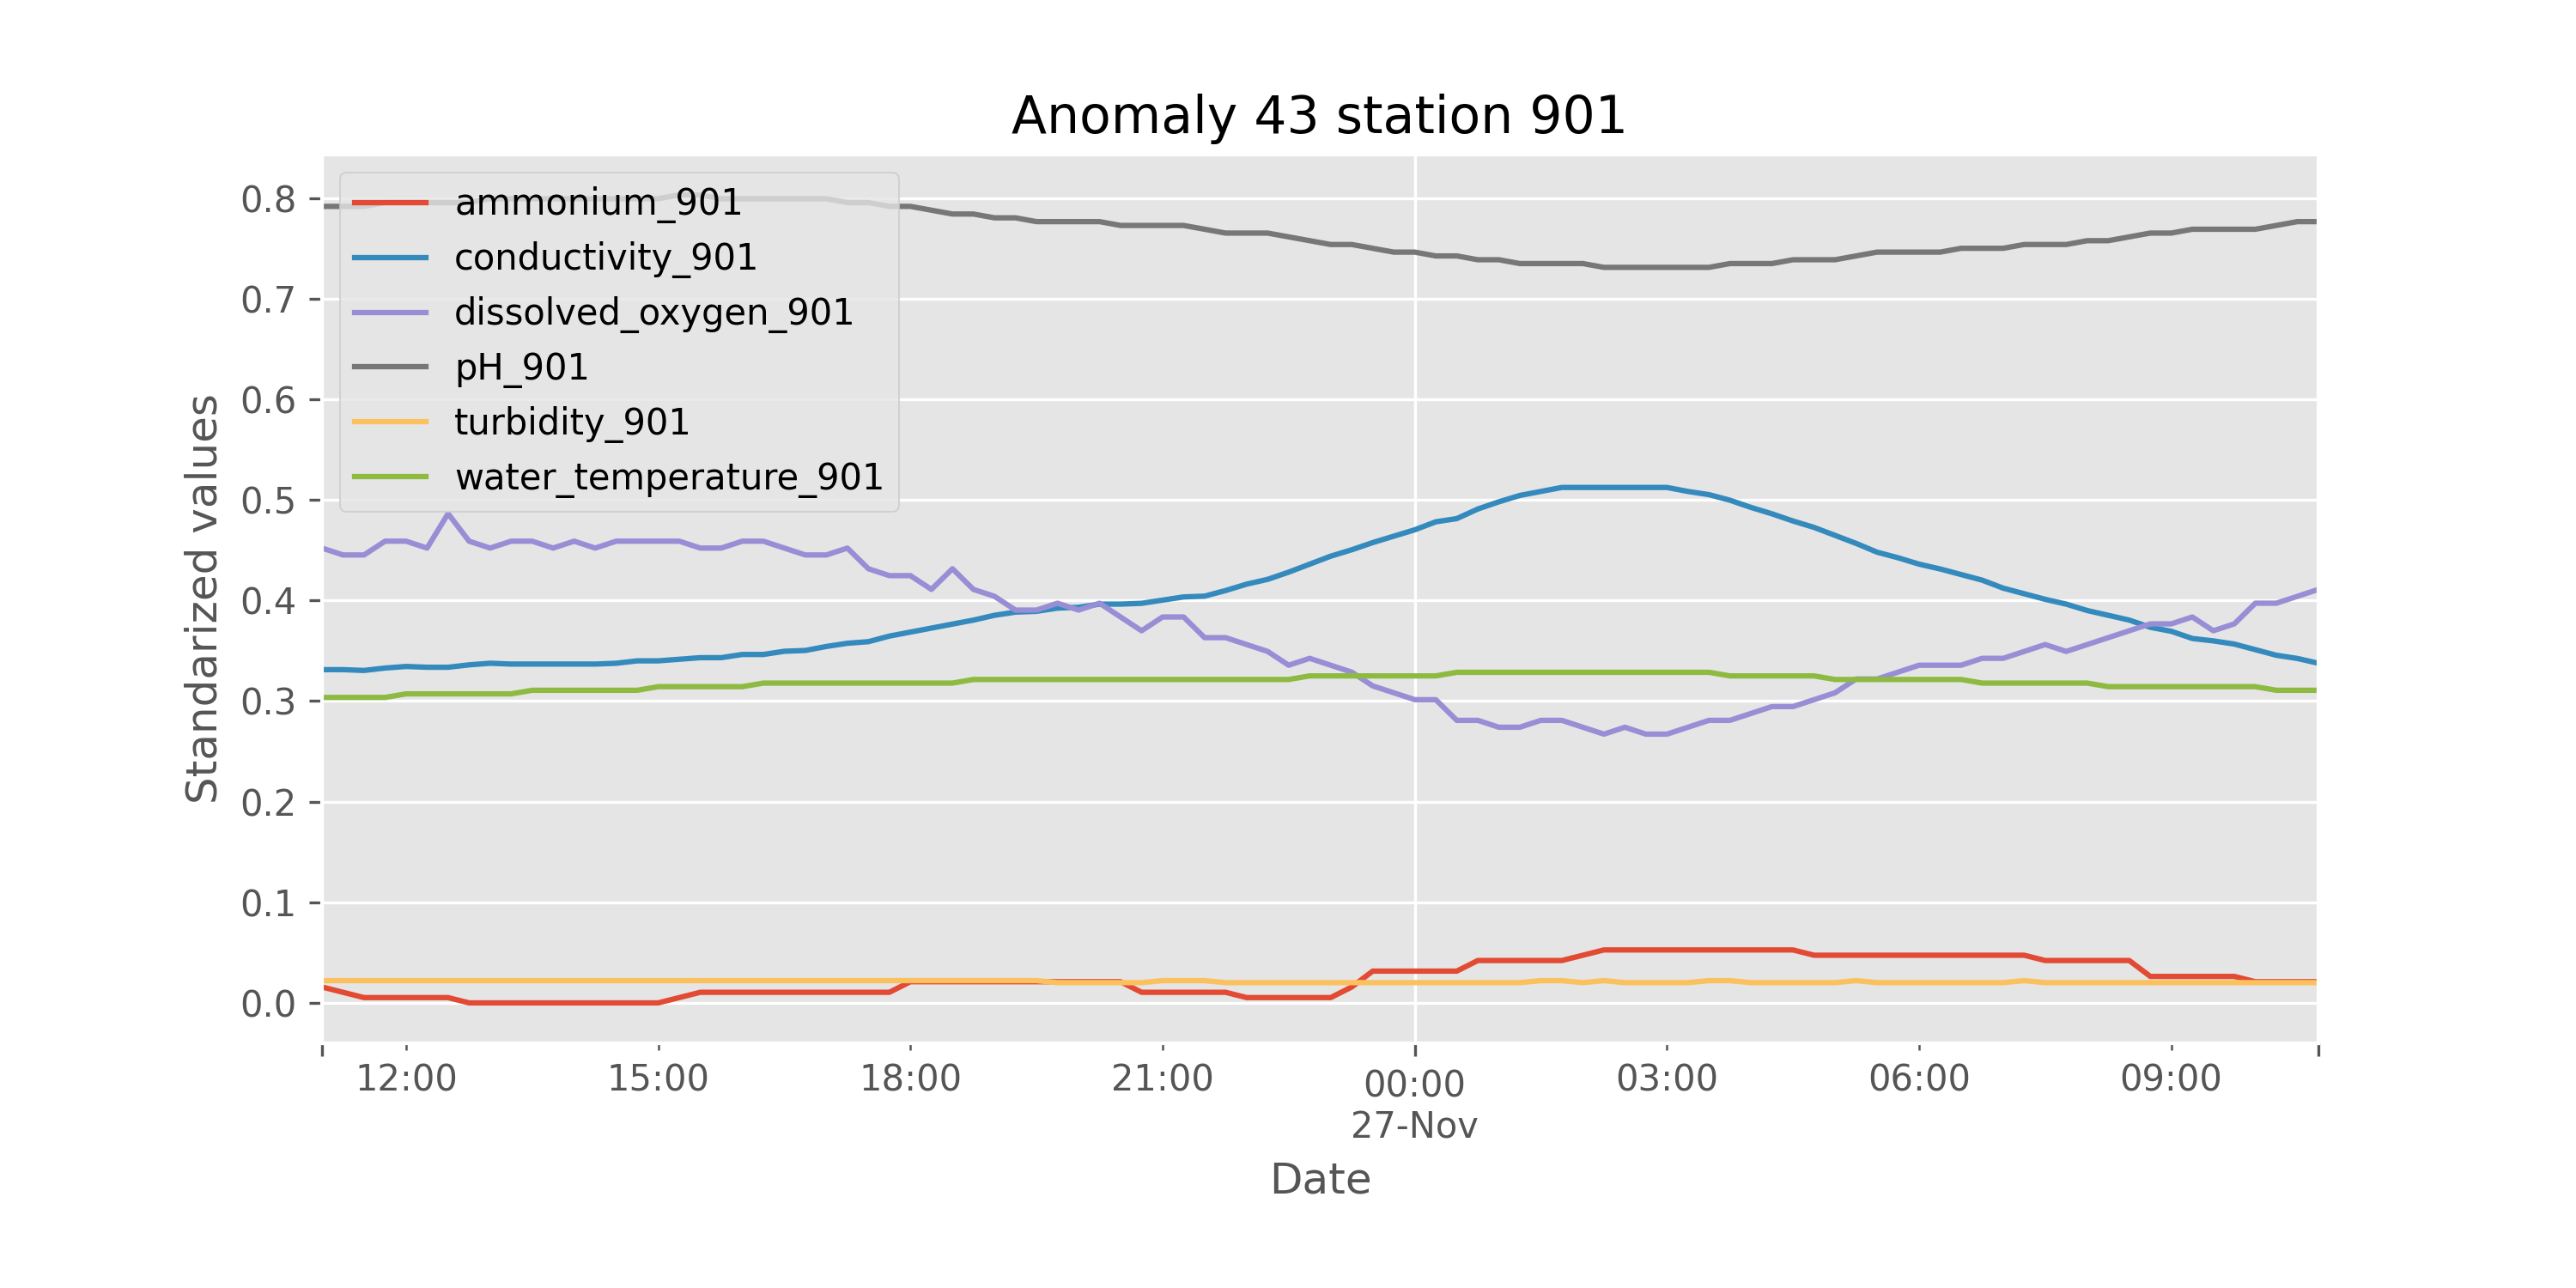 Anomaly 43 station 901
ammonium_901
conductivity_901
dissolved_oxygen_901
pH_901
turbidity_901
water_temperature_901
Standarized values
0.8
0.7
0.6
0.5
0.4
0.3
0.2
0.1
0.0
12:00 15:00 18:00 21:00 00:00 03:00 06:00 09:00
27-Nov
Date